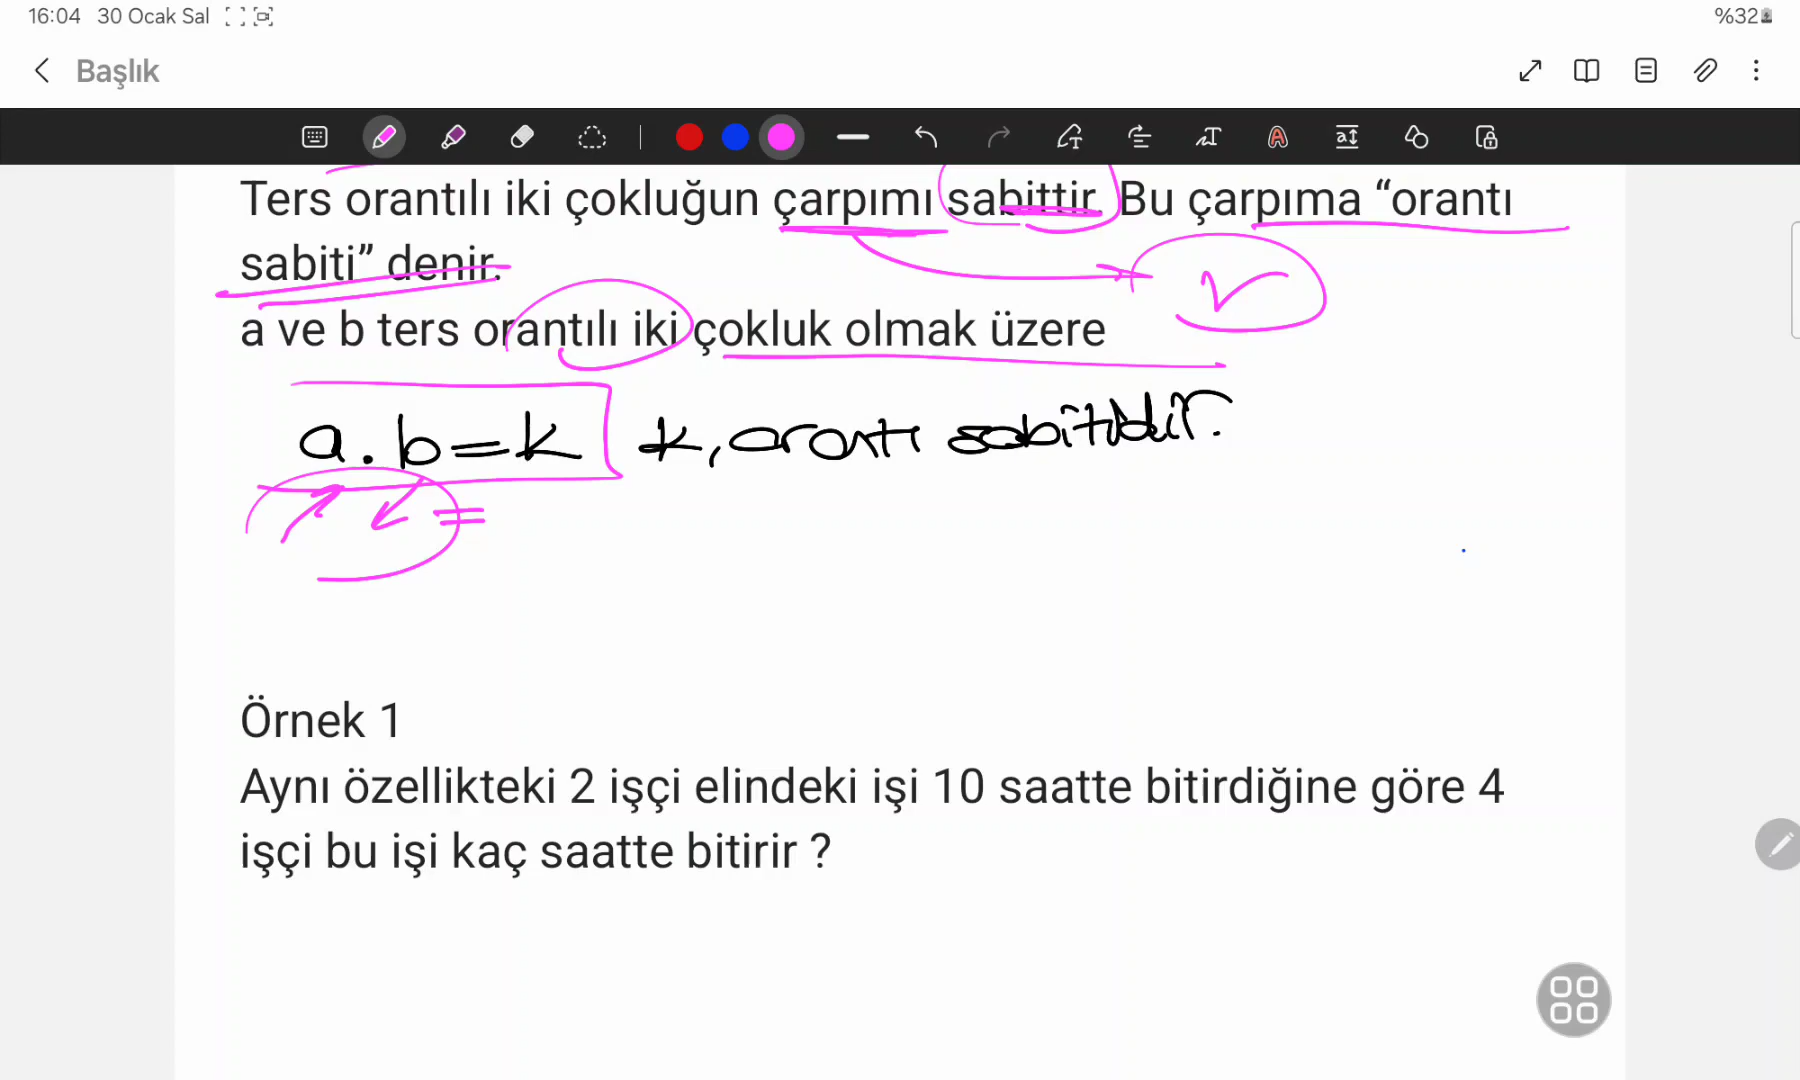 16:04 30 Ocak Sal %32
Başlık
Ters orantılı iki çokluğun çarpımı sabittir. Bu çarpıma “orantı
sabiti” denir.
a ve b ters orantılı iki çokluk olmak üzere
a.b=k k, orantı sabitidir.
Örnek 1
Aynı özellikteki 2 işçi elindeki işi 10 saatte bitirdiğine göre 4
işçi bu işi kaç saatte bitirir ?